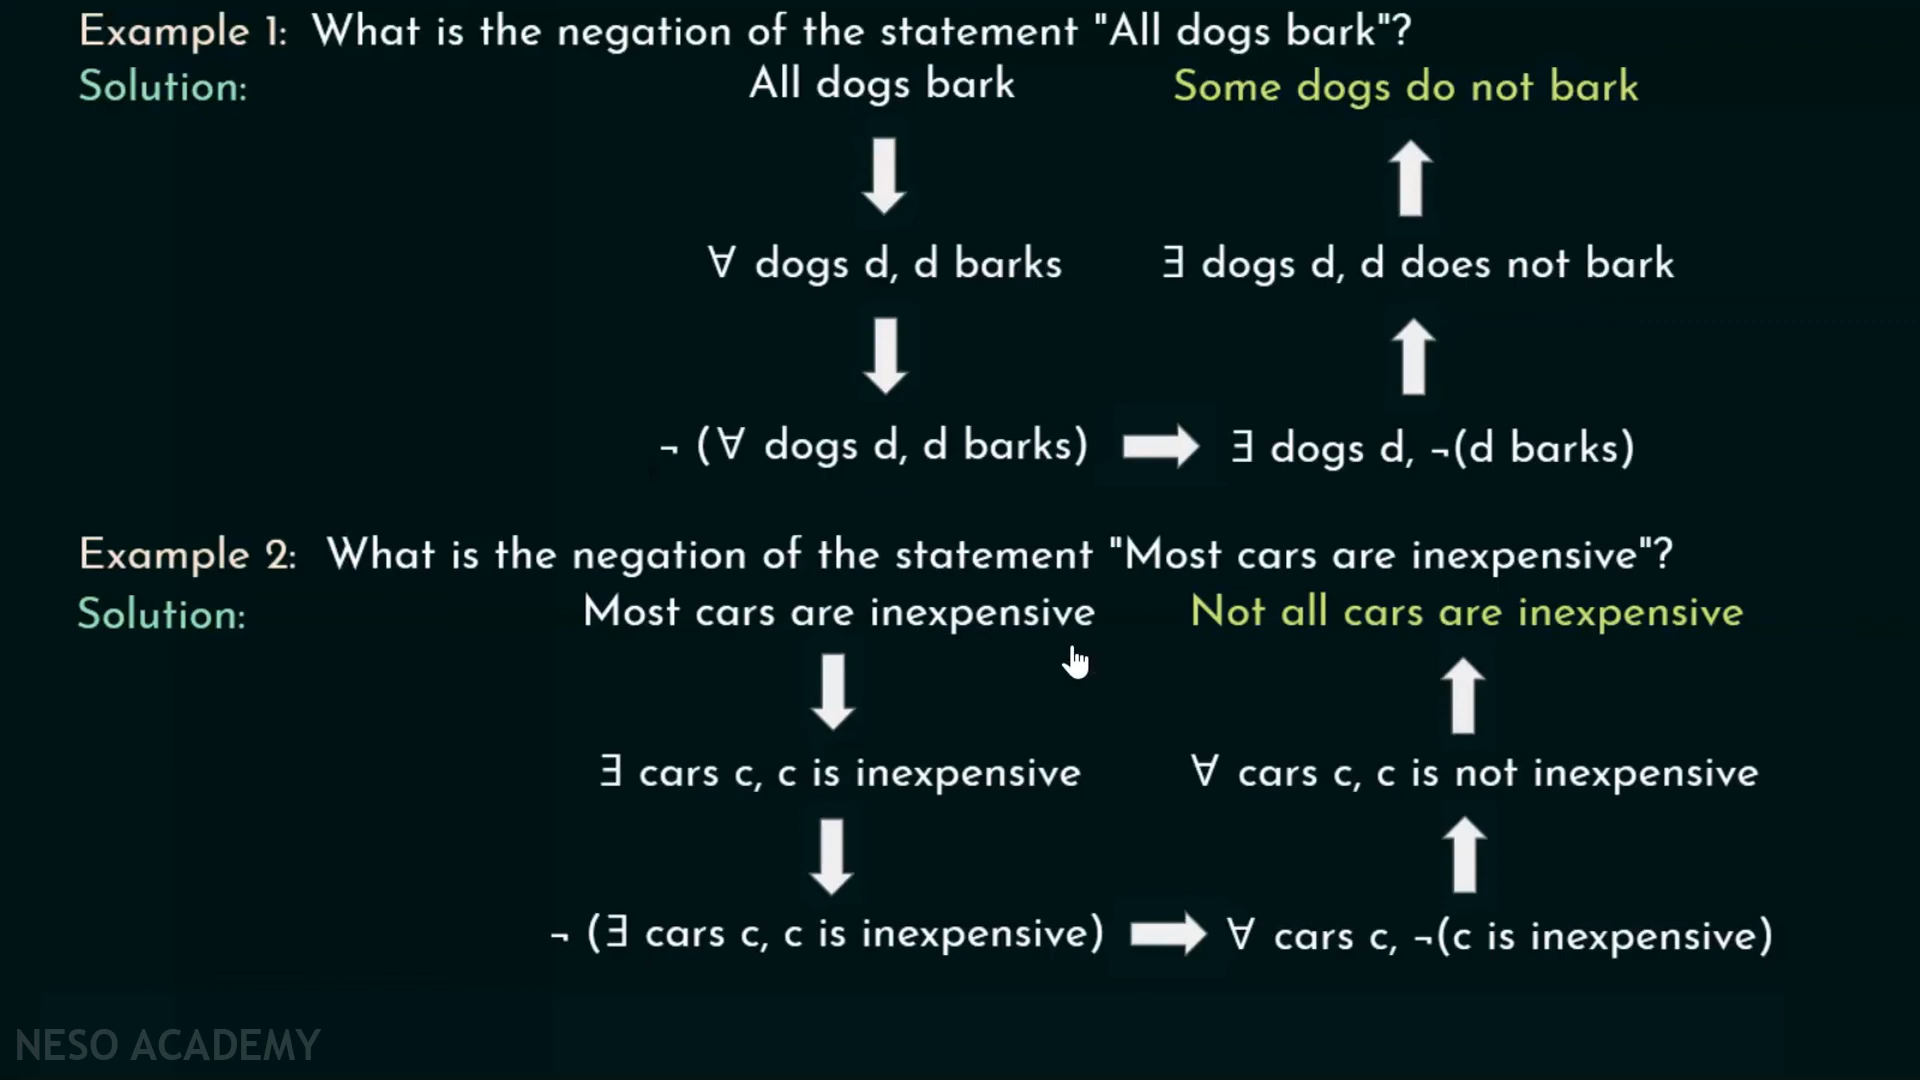 Example 1: What is the negation of the statement "All dogs bark"?
Solution: All dogs bark Some dogs do not bark
∀ dogs d, d barks ∃ dogs d, d does not bark
¬ (∀ dogs d, d barks) ∃ dogs d, ¬(d barks)
Example 2: What is the negation of the statement "Most cars are inexpensive"?
Solution: Most cars are inexpensive Not all cars are inexpensive
∃ cars c, c is inexpensive ∀ cars c, c is not inexpensive
¬ (∃ cars c, c is inexpensive) ∀ cars c, ¬(c is inexpensive)
NESO ACADEMY